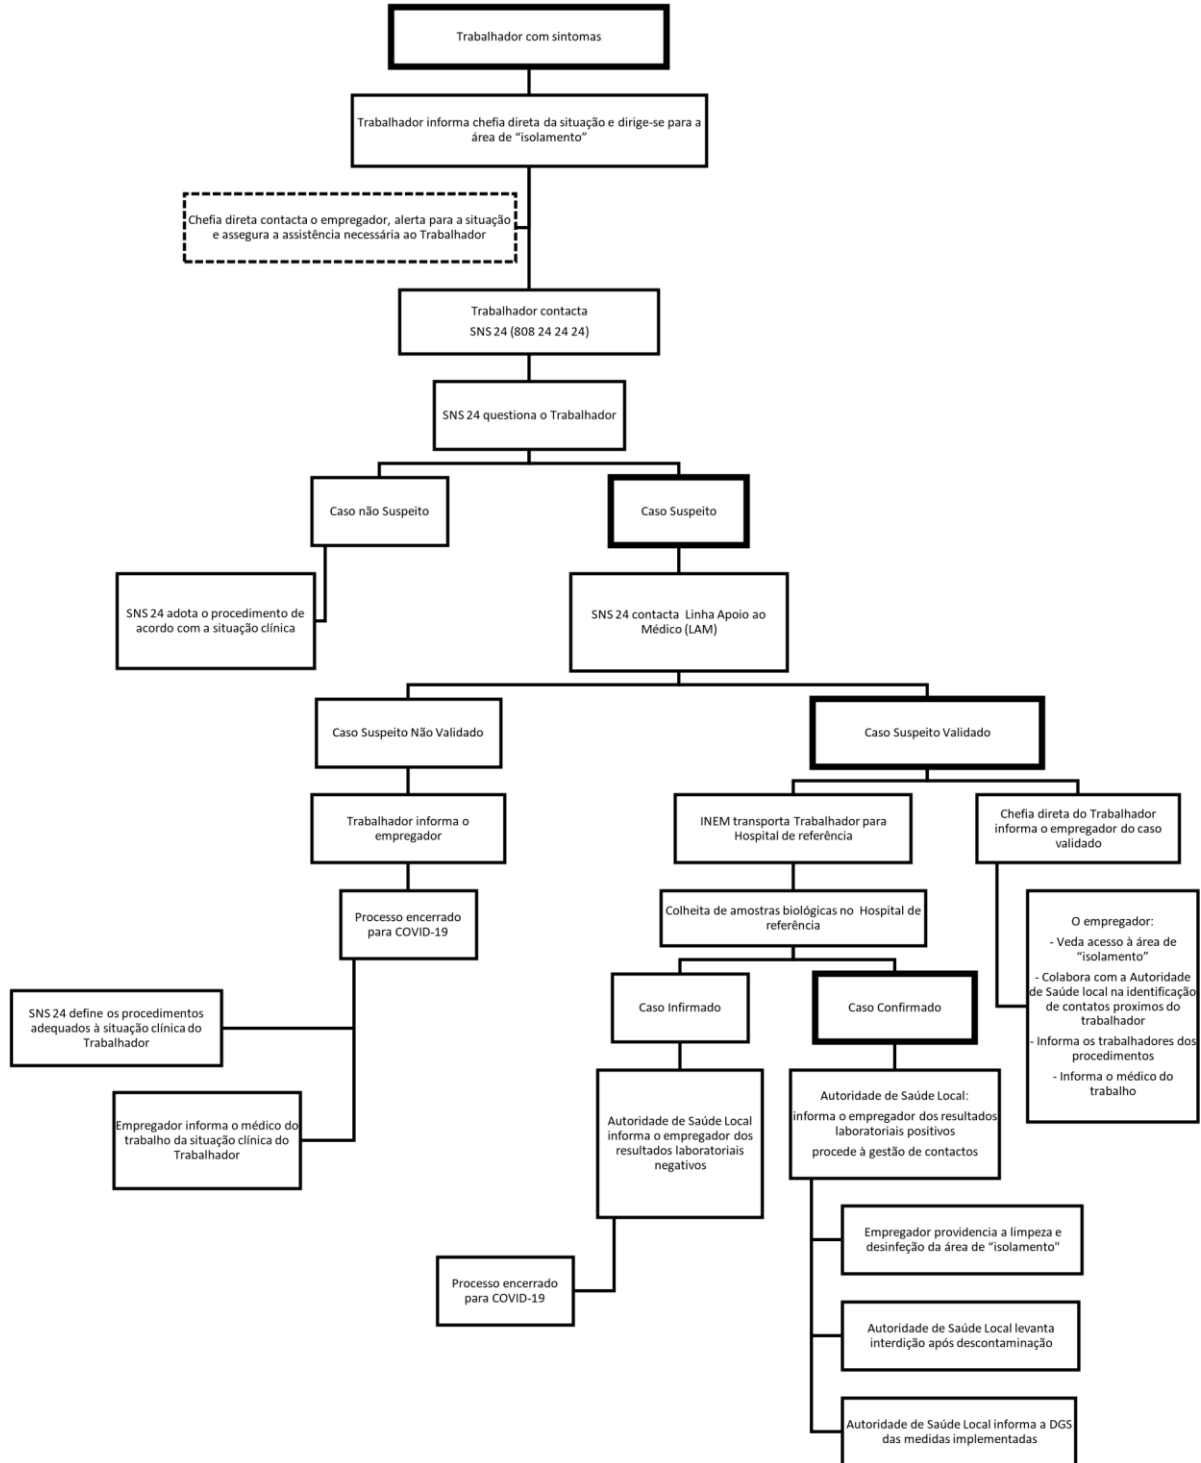 Trabalhador com sintomas
Trabalhador informa chefia direta da situação e dirige-se para a
área de “isolamento”
Chefia direta contacta o empregador, alerta para a situação
e assegura a assistência necessária ao Trabalhador
Trabalhador contacta
SNS 24 (808 24 24 24)
SNS 24 questiona o Trabalhador
Caso não Suspeito
Caso Suspeito
SNS 24 adota o procedimento de
acordo com a situação clínica
SNS 24 contacta Linha Apoio ao
Médico (LAM)
Caso Suspeito Não Validado
Caso Suspeito Validado
Trabalhador informa o
empregador
INEM transporta Trabalhador para
Hospital de referência
Chefia direta do Trabalhador
informa o empregador do caso
validado
Processo encerrado
para COVID-19
Colheita de amostras biológicas no Hospital de
referência
O empregador:
- Veda acesso à área de
“isolamento”
- Colabora com a Autoridade
de Saúde local na identificação
de contatos proximos do
trabalhador
- Informa os trabalhadores dos
procedimentos
- Informa o médico do
trabalho
SNS 24 define os procedimentos
adequados à situação clínica do
Trabalhador
Caso Infirmado
Caso Confirmado
Empregador informa o médico do
trabalho da situação clínica do
Trabalhador
Autoridade de Saúde Local
informa o empregador dos
resultados laboratoriais
negativos
Autoridade de Saúde Local:
informa o empregador dos resultados
laboratoriais positivos
procede à gestão de contactos
Processo encerrado
para COVID-19
Empregador providencia a limpeza e
desinfeção da área de “isolamento"
Autoridade de Saúde Local levanta
interdição após descontaminação
Autoridade de Saúde Local informa a DGS
das medidas implementadas